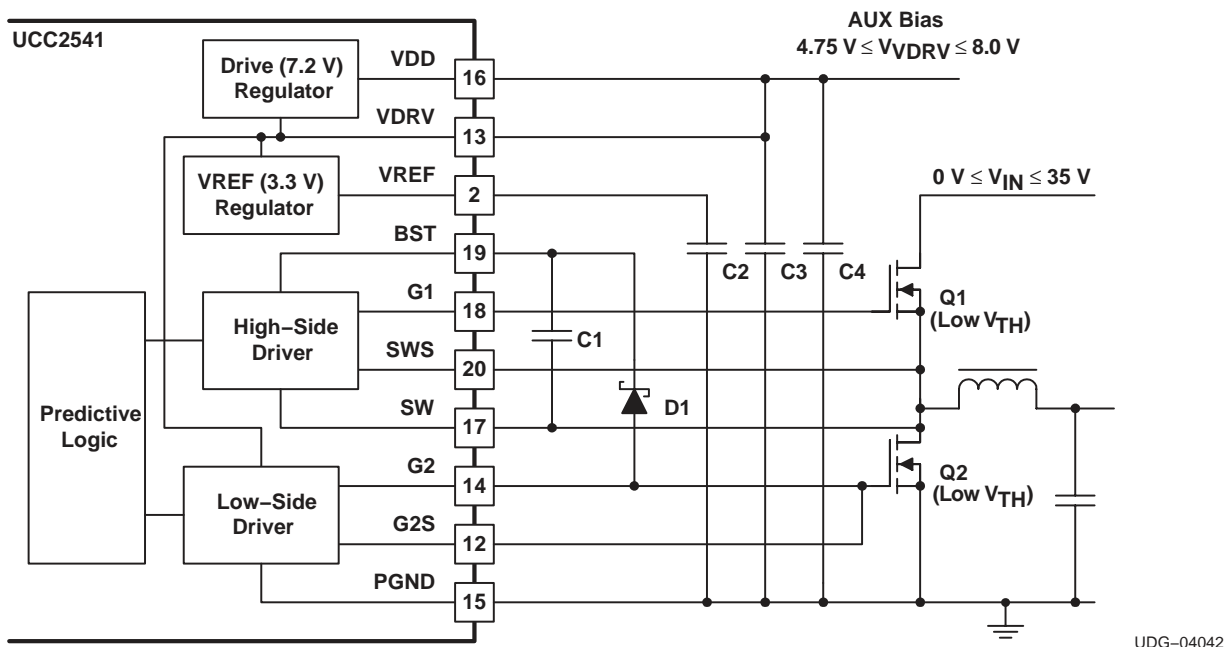 UCC2541
AUX Bias
4.75 V ≤ VVDRV ≤ 8.0 V
Drive (7.2 V)
Regulator
VDD
16
VDRV
13
VREF (3.3 V)
Regulator
VREF
2
0 V ≤ VIN ≤ 35 V
BST
19
C2
C3
C4
G1
18
Q1
(Low VTH)
High–Side
Driver
C1
SWS
20
D1
Predictive
Logic
SW
17
G2
14
Q2
(Low VTH)
Low–Side
Driver
G2S
12
PGND
15
UDG–04042